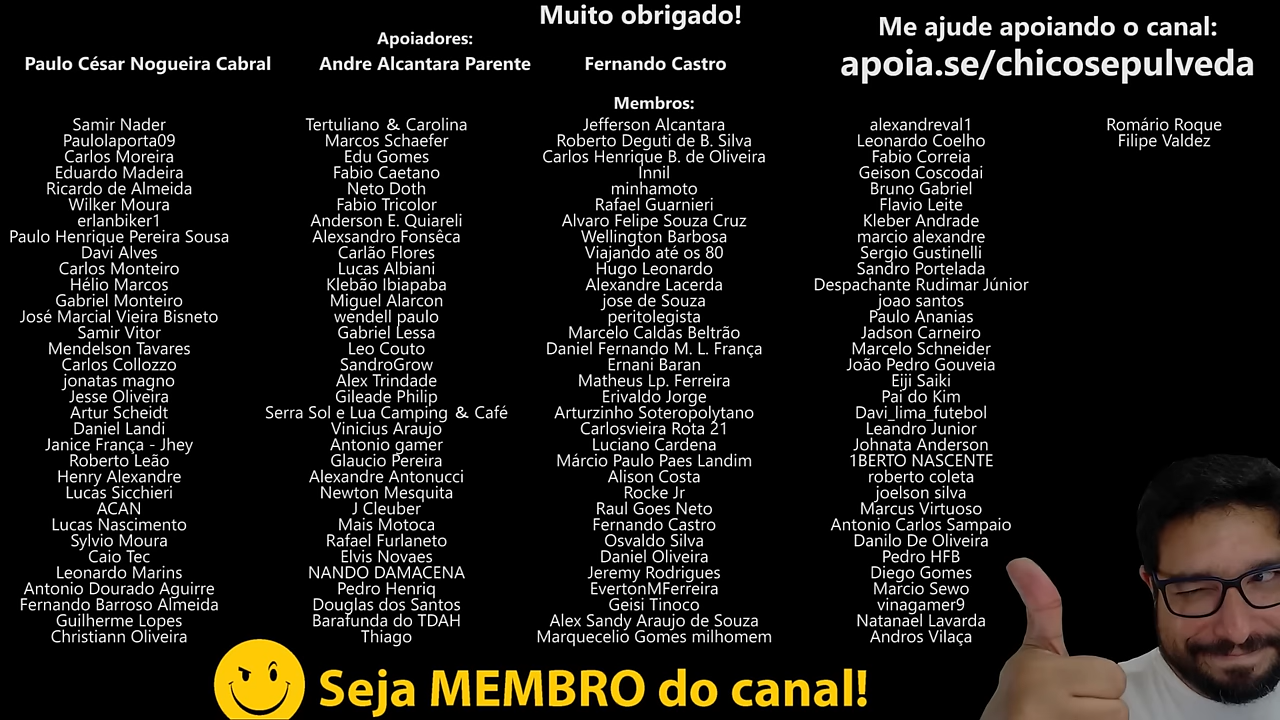 Muito obrigado!
Me ajude apoiando o canal:
apoia.se/chicosepulveda
Apoiadores:
Paulo César Nogueira Cabral
Andre Alcantara Parente
Fernando Castro
Membros:
Samir Nader
Paulolaporta09
Carlos Moreira
Eduardo Madeira
Ricardo de Almeida
Wilker Moura
erlanbiker1
Paulo Henrique Pereira Sousa
Davi Alves
Carlos Monteiro
Hélio Marcos
Gabriel Monteiro
José Marcial Vieira Bisneto
Samir Vitor
Mendelson Tavares
Carlos Collozzo
jonatas magno
Jesse Oliveira
Artur Scheidt
Daniel Landi
Janice França - Jhey
Roberto Leão
Henry Alexandre
Lucas Sicchieri
ACAN
Lucas Nascimento
Sylvio Moura
Caio Tec
Leonardo Marins
Antonio Dourado Aguirre
Fernando Barroso Almeida
Guilherme Lopes
Christiann Oliveira
Tertuliano & Carolina
Marcos Schaefer
Edu Gomes
Fabio Caetano
Neto Doth
Fabio Tricolor
Anderson E. Quiareli
Alexsandro Fonsêca
Carlão Flores
Lucas Albiani
Klebão Ibiapaba
Miguel Alarcon
wendell paulo
Gabriel Lessa
Leo Couto
SandroGrow
Alex Trindade
Gileade Philip
Serra Sol e Lua Camping & Café
Vinicius Araujo
Antonio gamer
Glaucio Pereira
Alexandre Antonucci
Newton Mesquita
J Cleuber
Mais Motoca
Rafael Furlaneto
Elvis Novaes
NANDO DAMACENA
Pedro Henriq
Douglas dos Santos
Barafunda do TDAH
Thiago
Jefferson Alcantara
Roberto Deguti de B. Silva
Carlos Henrique B. de Oliveira
Innil
minhamoto
Rafael Guarnieri
Alvaro Felipe Souza Cruz
Wellington Barbosa
Viajando até os 80
Hugo Leonardo
Alexandre Lacerda
jose de Souza
peritolegista
Marcelo Caldas Beltrão
Daniel Fernando M. L. França
Ernani Baran
Matheus Lp. Ferreira
Erivaldo Jorge
Arturzinho Soteropolytano
Carlosvieira Rota 21
Luciano Cardena
Márcio Paulo Paes Landim
Alison Costa
Rocke Jr
Raul Goes Neto
Fernando Castro
Osvaldo Silva
Daniel Oliveira
Jeremy Rodrigues
EvertonMFerreira
Geisi Tinoco
Alex Sandy Araujo de Souza
Marquecelio Gomes milhomem
alexandreval1
Leonardo Coelho
Fabio Correia
Geison Coscodai
Bruno Gabriel
Flavio Leite
Kleber Andrade
marcio alexandre
Sergio Gustinelli
Sandro Portelada
Despachante Rudimar Júnior
joao santos
Paulo Ananias
Jadson Carneiro
Marcelo Schneider
João Pedro Gouveia
Eiji Saiki
Pai do Kim
Davi_lima_futebol
Leandro Junior
Johnata Anderson
1BERTO NASCENTE
roberto coleta
joelson silva
Marcus Virtuoso
Antonio Carlos Sampaio
Danilo De Oliveira
Pedro HFB
Diego Gomes
Marcio Sewo
vinagamer9
Natanael Lavarda
Andros Vilaça
Romário Roque
Filipe Valdez
Seja MEMBRO do canal!